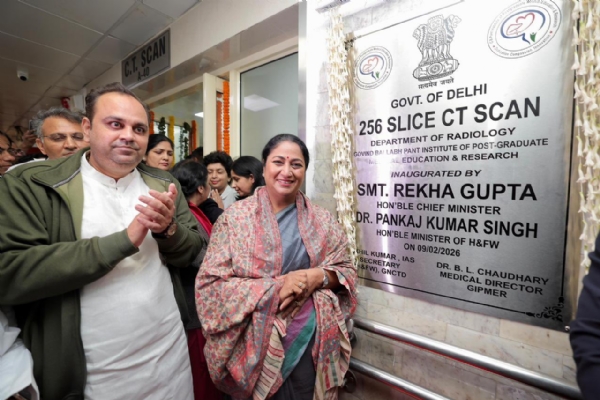 C.T. SCAN
सत्यमेव जयते
GOVT. OF DELHI
256 SLICE CT SCAN
DEPARTMENT OF RADIOLOGY
GOVIND BALLABH PANT INSTITUTE OF POST-GRADUATE
EDUCATION & RESEARCH
INAUGURATED BY
SMT. REKHA GUPTA
HON'BLE CHIEF MINISTER
DR. PANKAJ KUMAR SINGH
HON'BLE MINISTER OF H&FW
ON 09/02/2026
KUMAR, IAS
SECRETARY
(H&FW), GNCTD
DR. B. L. CHAUDHARY
MEDICAL DIRECTOR
GIPMER